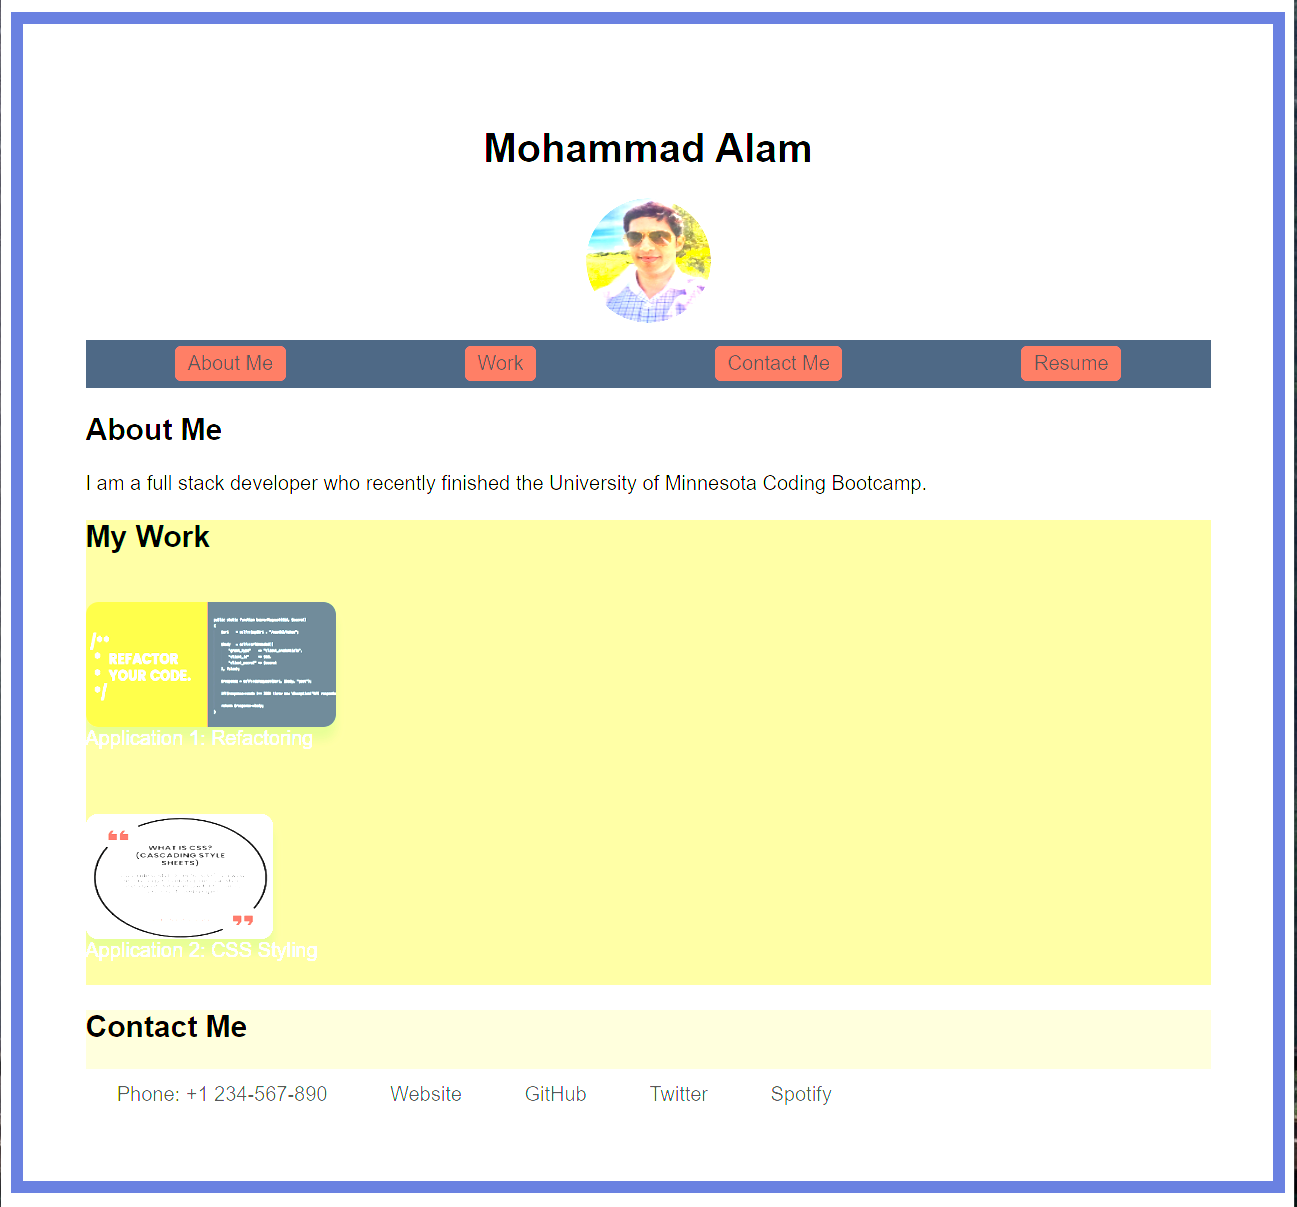 Mohammad Alam
About Me Work Contact Me Resume
About Me
I am a full stack developer who recently finished the University of Minnesota Coding Bootcamp.
My Work
/**
* REFACTOR
* YOUR CODE.
*/
Application 1: Refactoring
WHAT IS CSS?
(CASCADING STYLE
SHEETS)
Application 2: CSS Styling
Contact Me
Phone: +1 234-567-890 Website GitHub Twitter Spotify